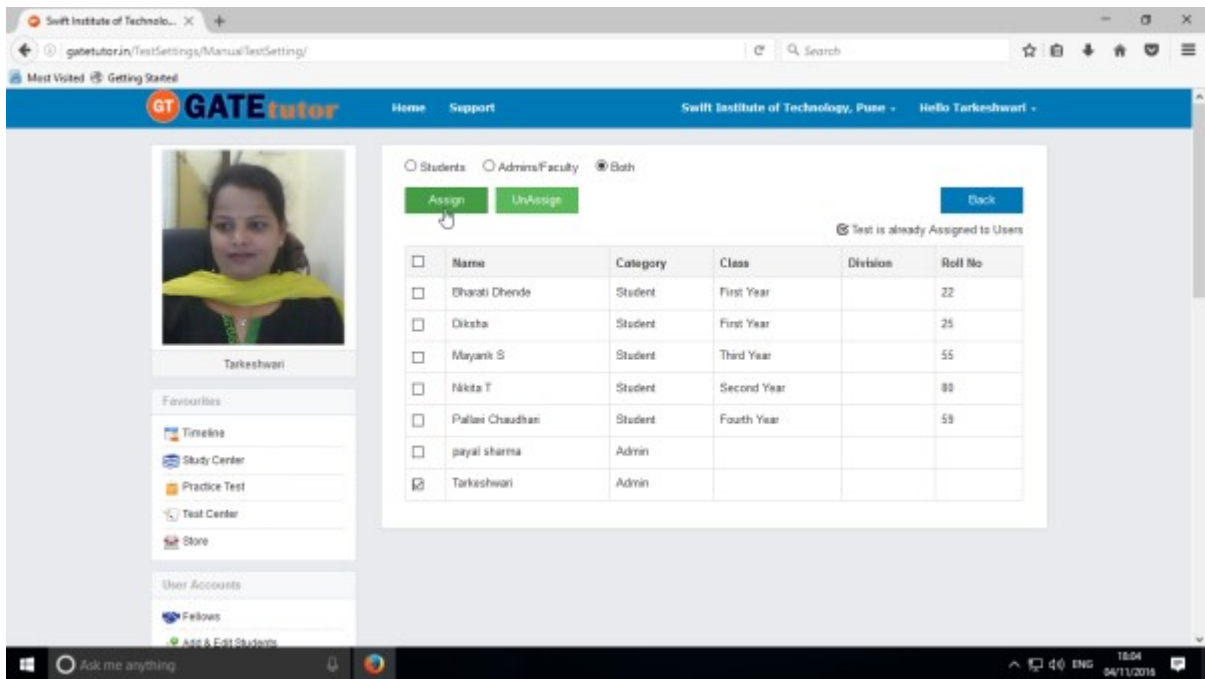 Swift Institute of Technolo...
gatetutor.in/TestSettings/ManualTestSetting/
Search
Most Visited Getting Started
GT GATEtutor Home Support Swift Institute of Technology, Pune Hello Tarkeshwari
Students Admins/Faculty Both
Assign UnAssign Back
Test is already Assigned to Users
Name Category Class Division Roll No
Bharati Dhende Student First Year 22
Diksha Student First Year 25
Mayank S Student Third Year 55
Nikita T Student Second Year 80
Pallavi Chaudhari Student Fourth Year 59
payal sharma Admin
Tarkeshwari Admin
Tarkeshwari
Favourites
Timeline
Study Center
Practice Test
Test Center
Store
User Accounts
Fellows
Add & Edit Students
Ask me anything
ENG
18:04
04/11/2016